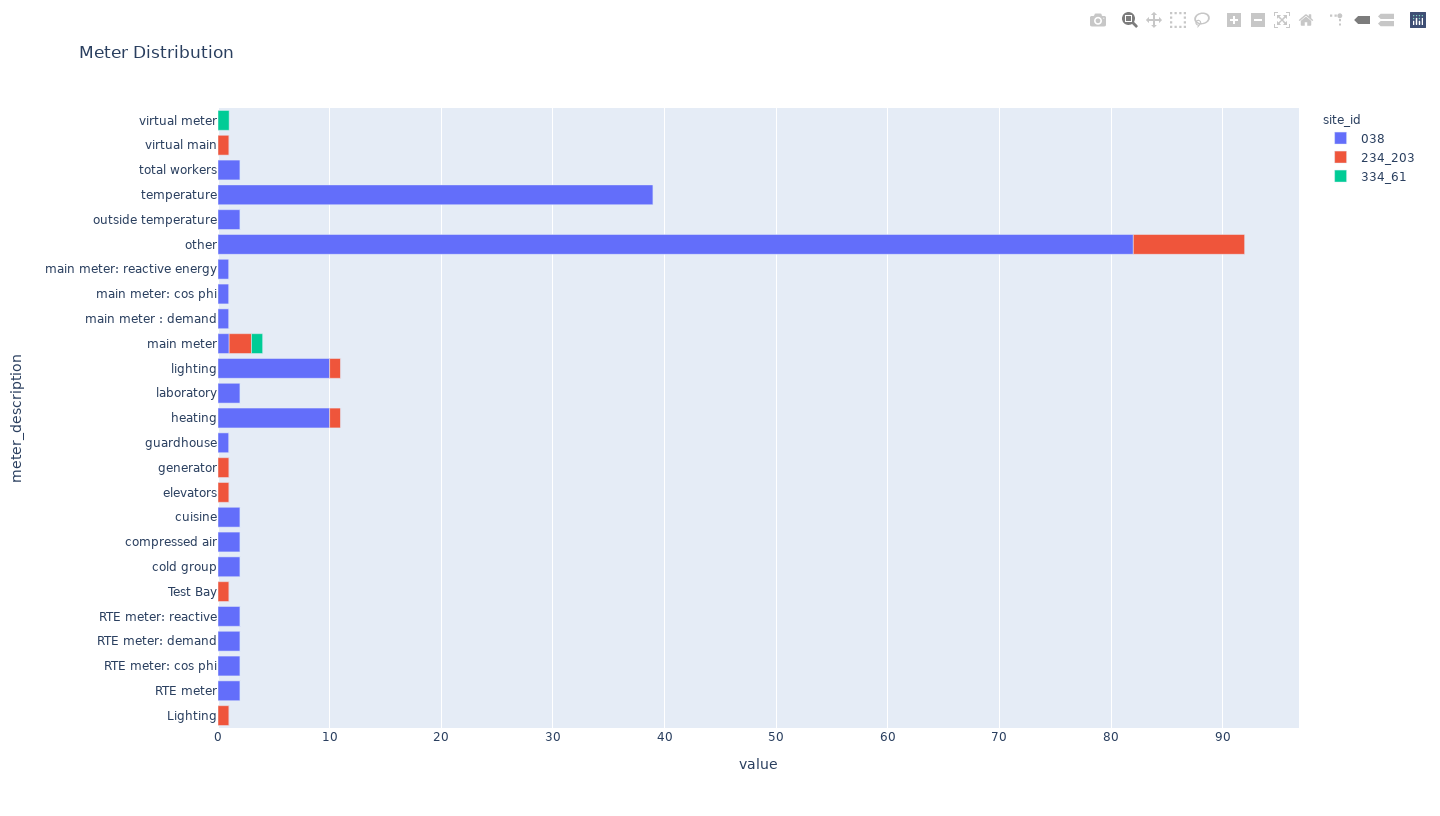 Meter Distribution
site_id
038
234_203
334_61
meter_description
virtual meter
virtual main
total workers
temperature
outside temperature
other
main meter: reactive energy
main meter: cos phi
main meter : demand
main meter
lighting
laboratory
heating
guardhouse
generator
elevators
cuisine
compressed air
cold group
Test Bay
RTE meter: reactive
RTE meter: demand
RTE meter: cos phi
RTE meter
Lighting
0 10 20 30 40 50 60 70 80 90
value